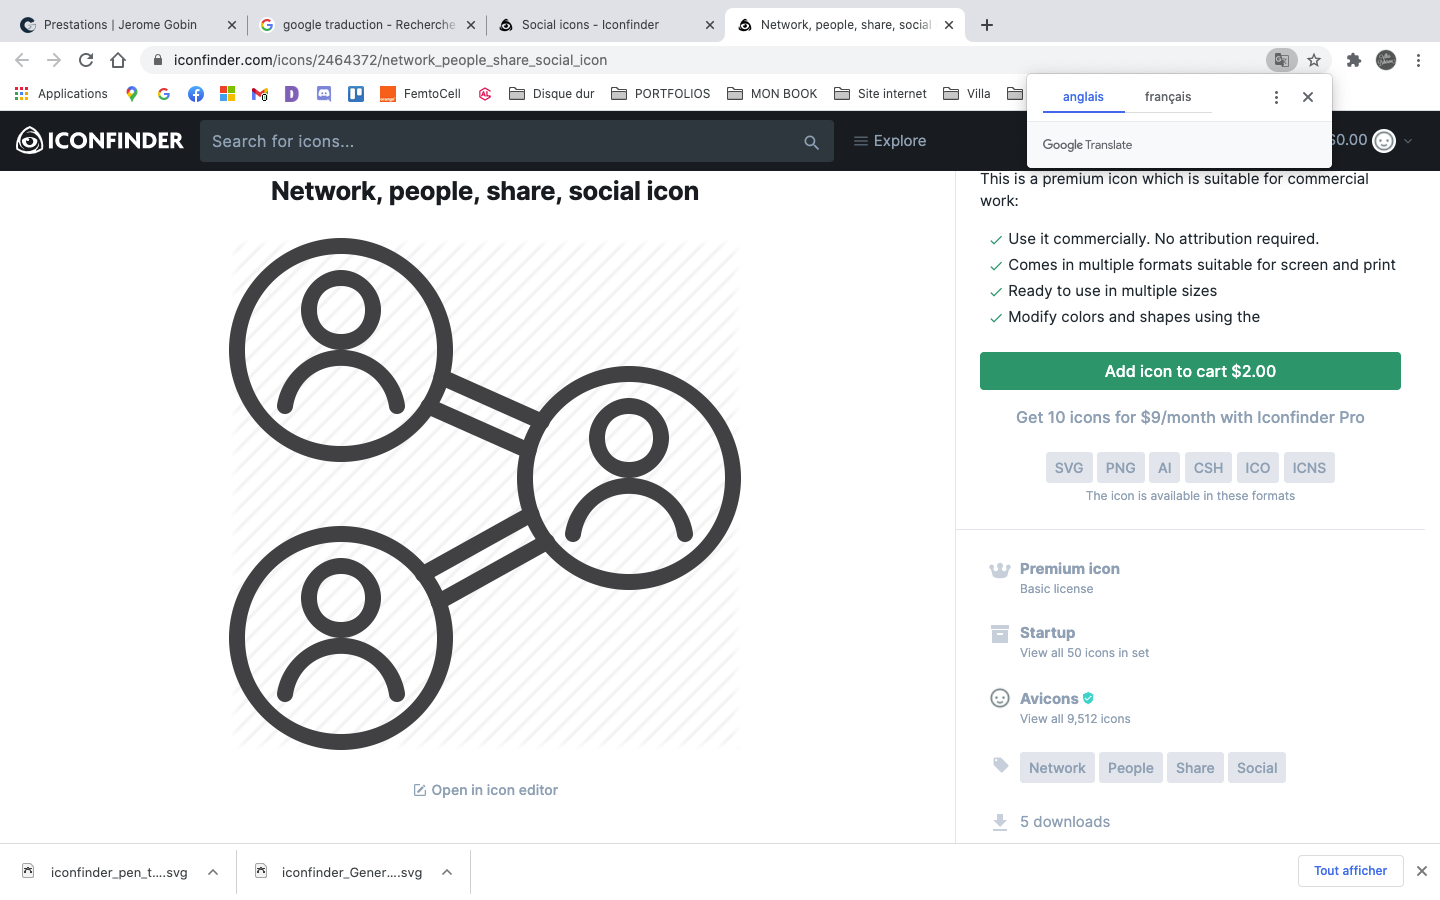 Prestations | Jerome Gobin
google traduction - Recherche
Social icons - Iconfinder
Network, people, share, social
iconfinder.com/icons/2464372/network_people_share_social_icon
Applications
FemtoCell
Disque dur
PORTFOLIOS
MON BOOK
Site internet
Villa
anglais
français
Google Translate
ICONFINDER
Search for icons...
Explore
$0.00
Network, people, share, social icon
Open in icon editor
This is a premium icon which is suitable for commercial
work:
Use it commercially. No attribution required.
Comes in multiple formats suitable for screen and print
Ready to use in multiple sizes
Modify colors and shapes using the
Add icon to cart $2.00
Get 10 icons for $9/month with Iconfinder Pro
SVG PNG AI CSH ICO ICNS
The icon is available in these formats
Premium icon
Basic license
Startup
View all 50 icons in set
Avicons
View all 9,512 icons
Network People Share Social
5 downloads
iconfinder_pen_t....svg
iconfinder_Gener....svg
Tout afficher